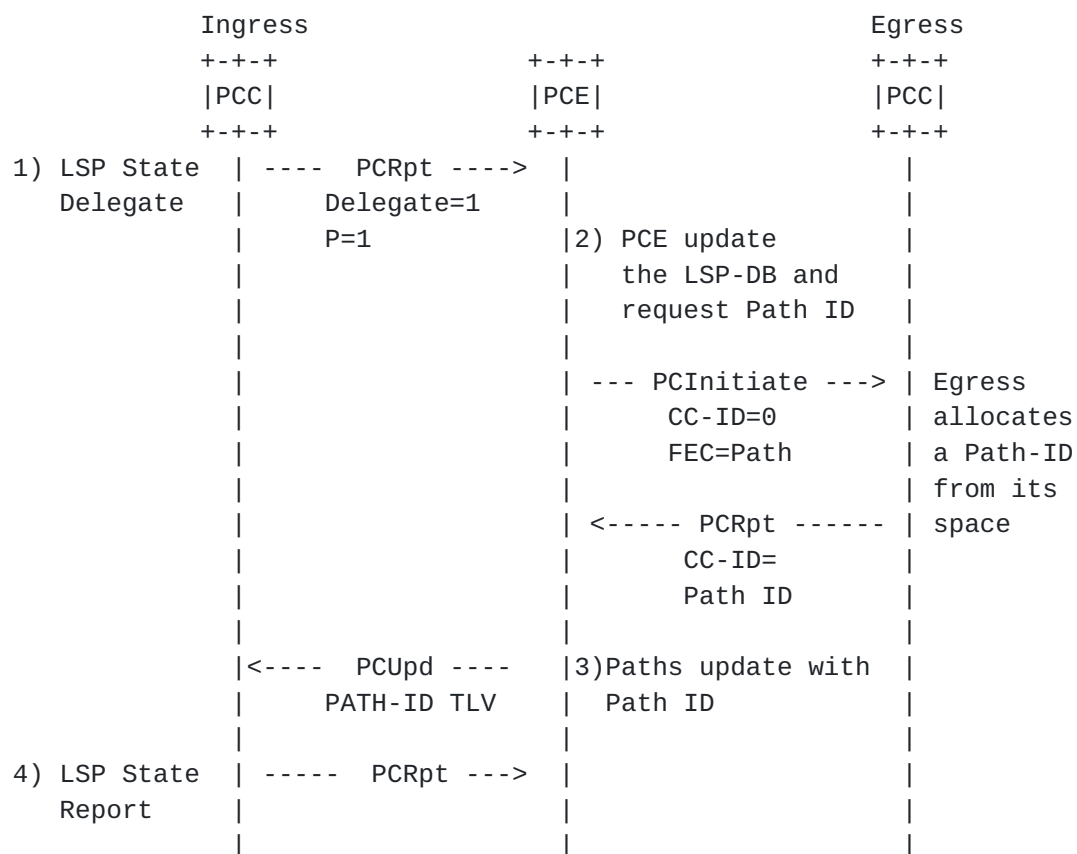 Ingress                                    Egress
            +-+-+                +-+-+                 +-+-+
            |PCC|                |PCE|                 |PCC|
            +-+-+                +-+-+                 +-+-+
1) LSP State  | ----  PCRpt ---->  |                     |
   Delegate   |     Delegate=1     |                     |
              |     P=1            |2) PCE update        |
              |                    |   the LSP-DB and    |
              |                    |   request Path ID   |
              |                    |                     |
              |                    | --- PCInitiate ---> | Egress
              |                    |      CC-ID=0        | allocates
              |                    |      FEC=Path       | a Path-ID
              |                    |                     | from its
              |                    | <----- PCRpt ------ | space
              |                    |       CC-ID=        |
              |                    |       Path ID       |
              |                    |                     |
              |<----  PCUpd ----   |3)Paths update with  |
              |     PATH-ID TLV    |  Path ID            |
              |                    |                     |
4) LSP State  | -----  PCRpt --->  |                     |
   Report     |                    |                     |
              |                    |                     |